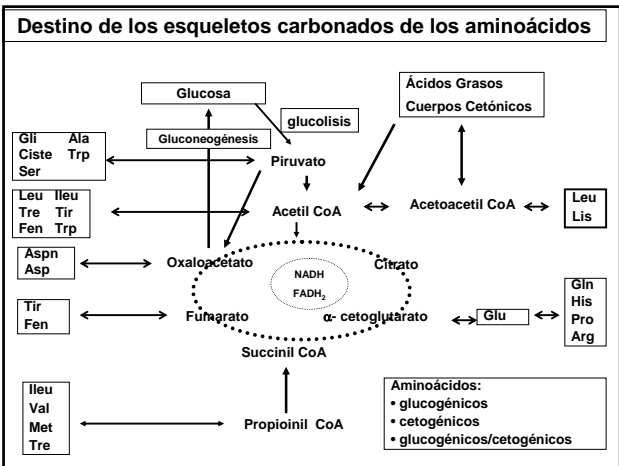 Destino de los esqueletos carbonados de los aminoácidos
Glucosa
glucolisis
Ácidos Grasos
Cuerpos Cetónicos
Gluconeogénesis
Gli Ala
Ciste Trp
Ser
Piruvato
Leu Ileu
Tre Tir
Fen Trp
Acetil CoA
Acetoacetil CoA
Leu
Lis
Aspn
Asp
Oxaloacetato
Citrato
NADH
FADH₂
Tir
Fen
Fumarato
α- cetoglutarato
Glu
Gln
His
Pro
Arg
Succinil CoA
Ileu
Val
Met
Tre
Propioinil CoA
Aminoácidos:
• glucogénicos
• cetogénicos
• glucogénicos/cetogénicos